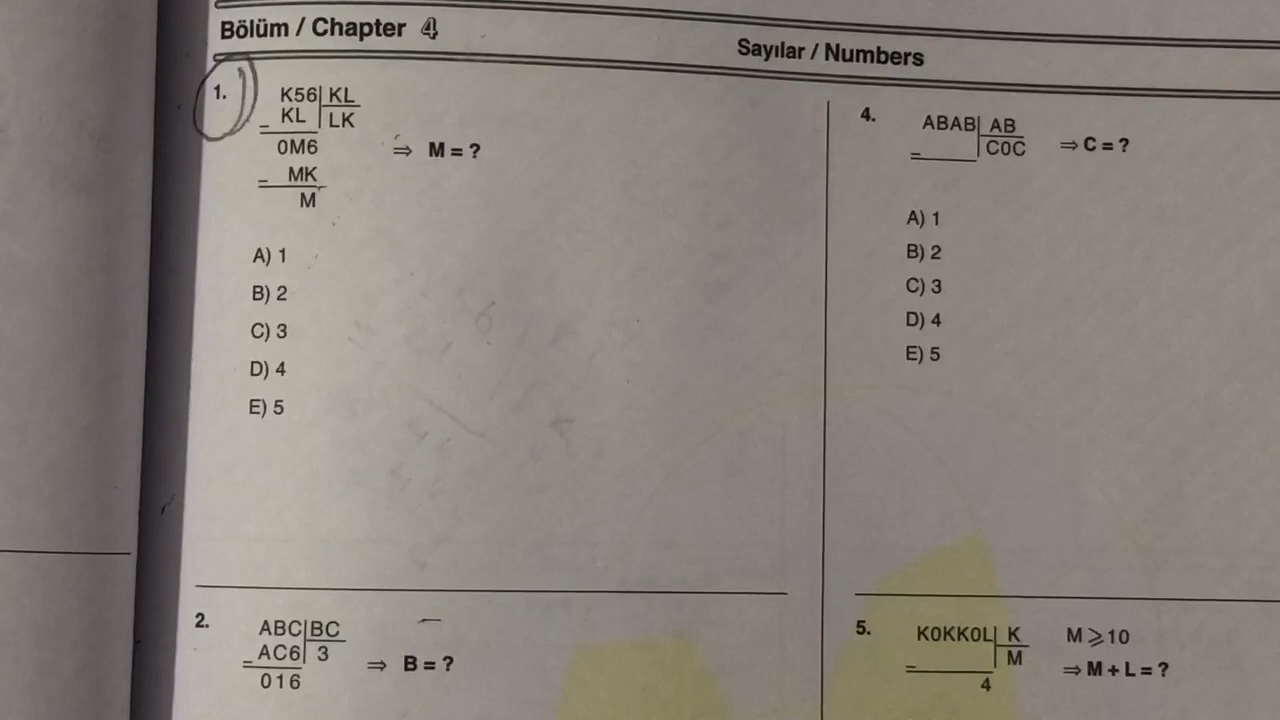 Bölüm / Chapter 4
Sayılar / Numbers
1.
K56 KL
- KL LK
0M6 ⇒ M = ?
- MK
M
A) 1
B) 2
C) 3
D) 4
E) 5
2.
ABC BC
- AC6 3
016 ⇒ B = ?
4.
ABAB AB
- C0C ⇒ C = ?
A) 1
B) 2
C) 3
D) 4
E) 5
5.
K0KK0L K M ⩾ 10
- M ⇒ M + L = ?
4